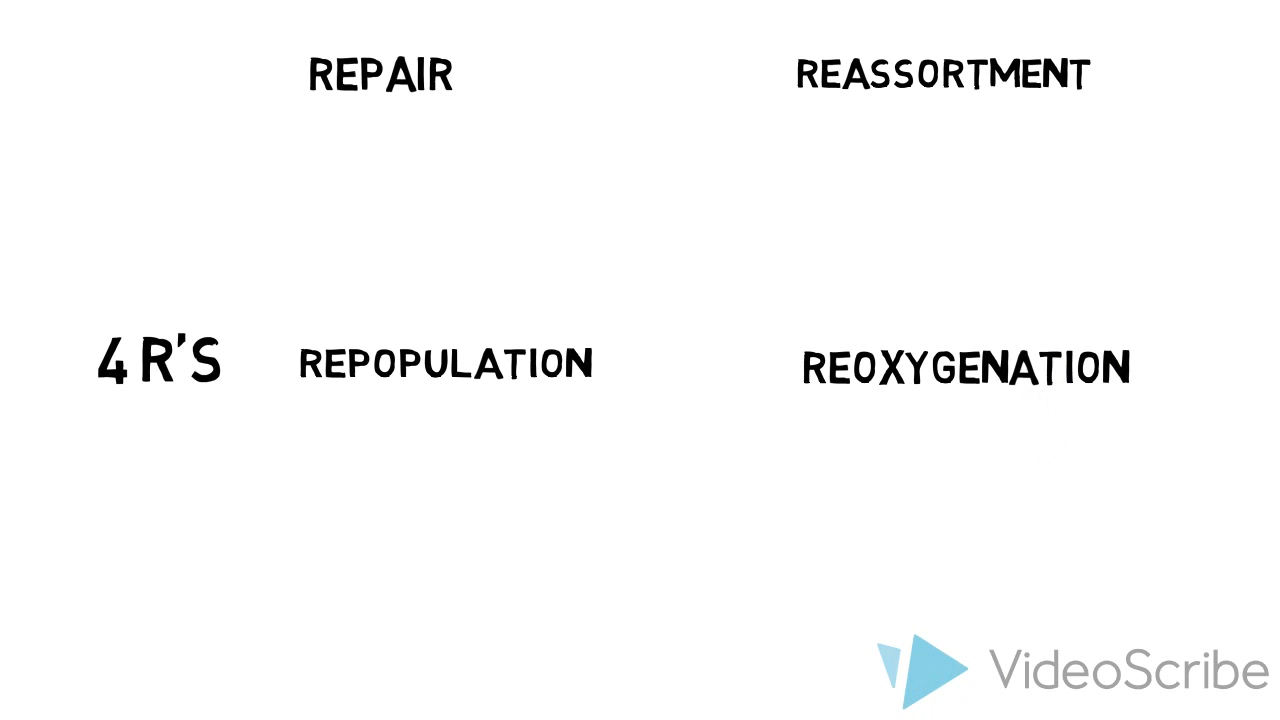 REPAIR
REASSORTMENT
4 R'S
REPOPULATION
REOXYGENATION
VideoScribe